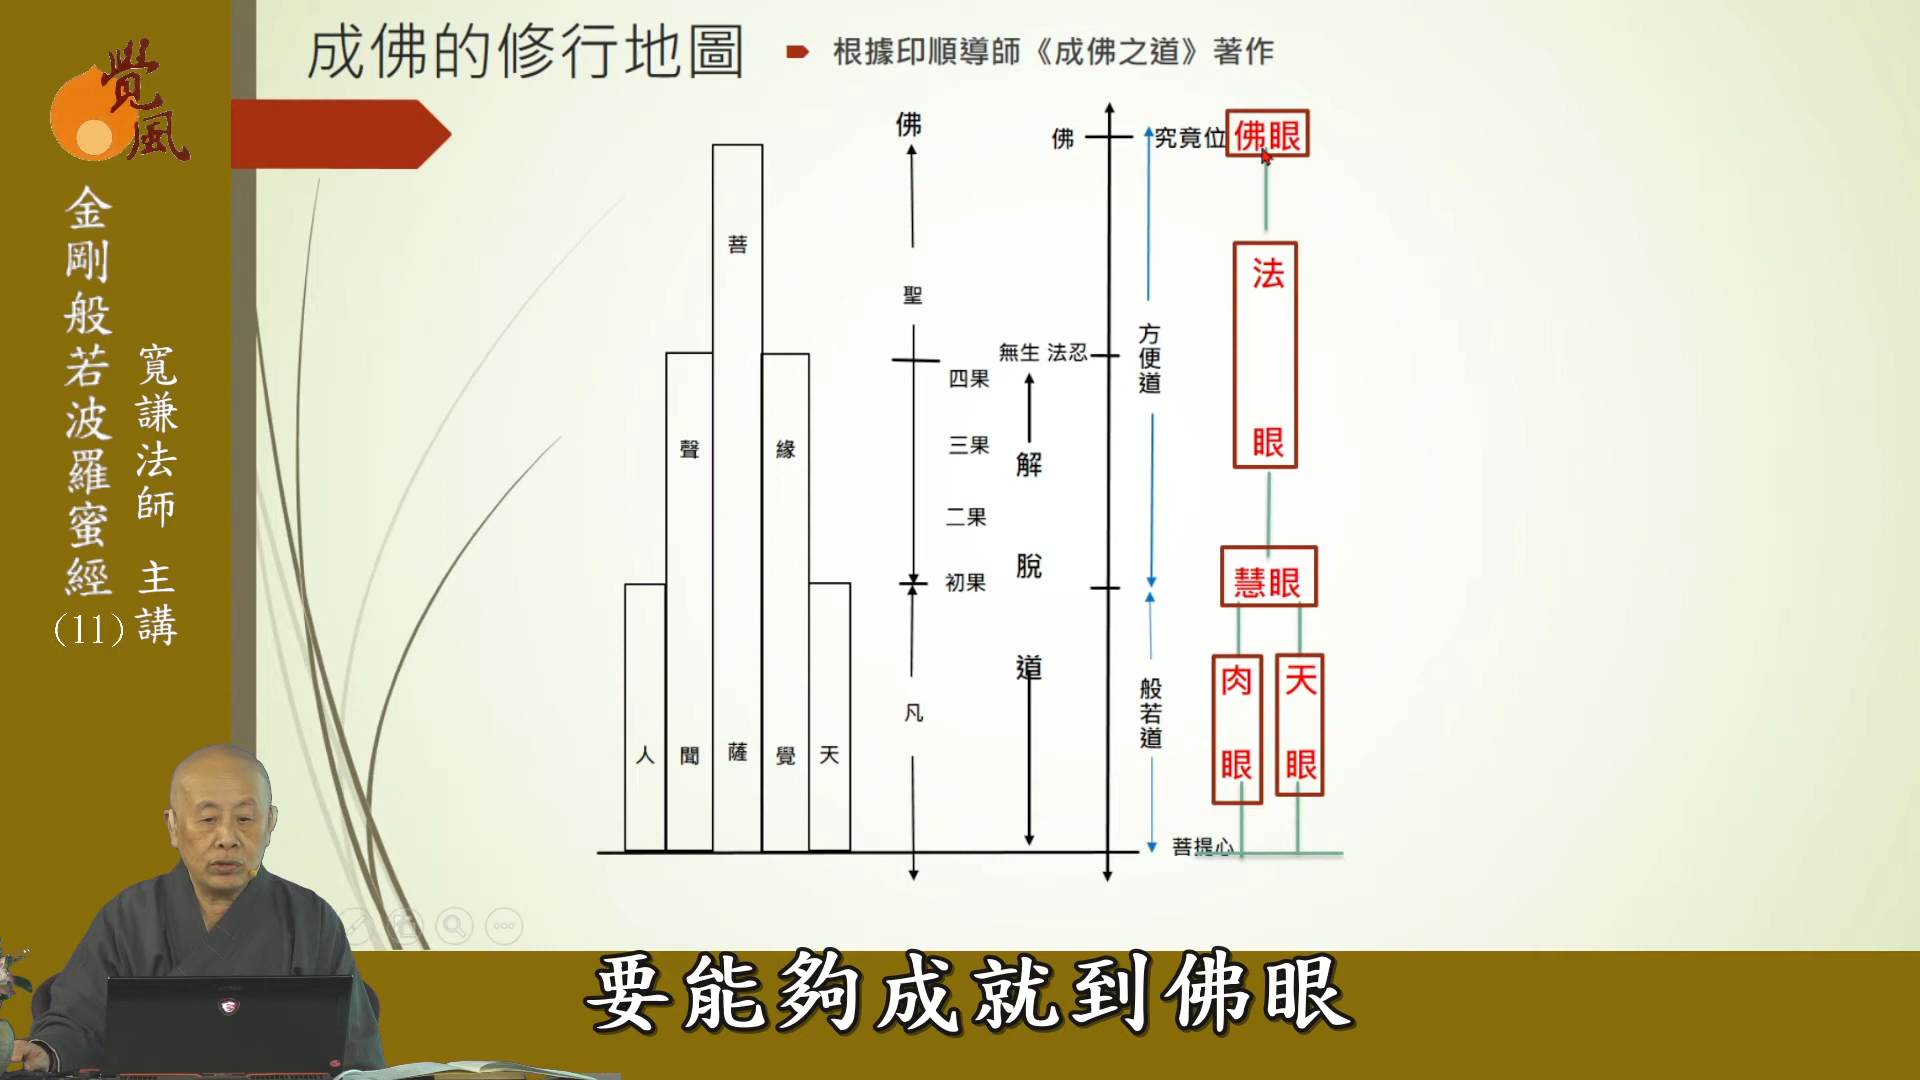 覺風
金剛般若波羅蜜經
(11)
寬謙法師 主講
成佛的修行地圖
根據印順導師《成佛之道》著作
人
聲聞
菩薩
緣覺
天
佛
聖
凡
四果
三果
二果
初果
無生 法忍
解脫道
佛
究竟位
方便道
般若道
菩提心
佛眼
法眼
慧眼
肉眼
天眼
要能夠成就到佛眼